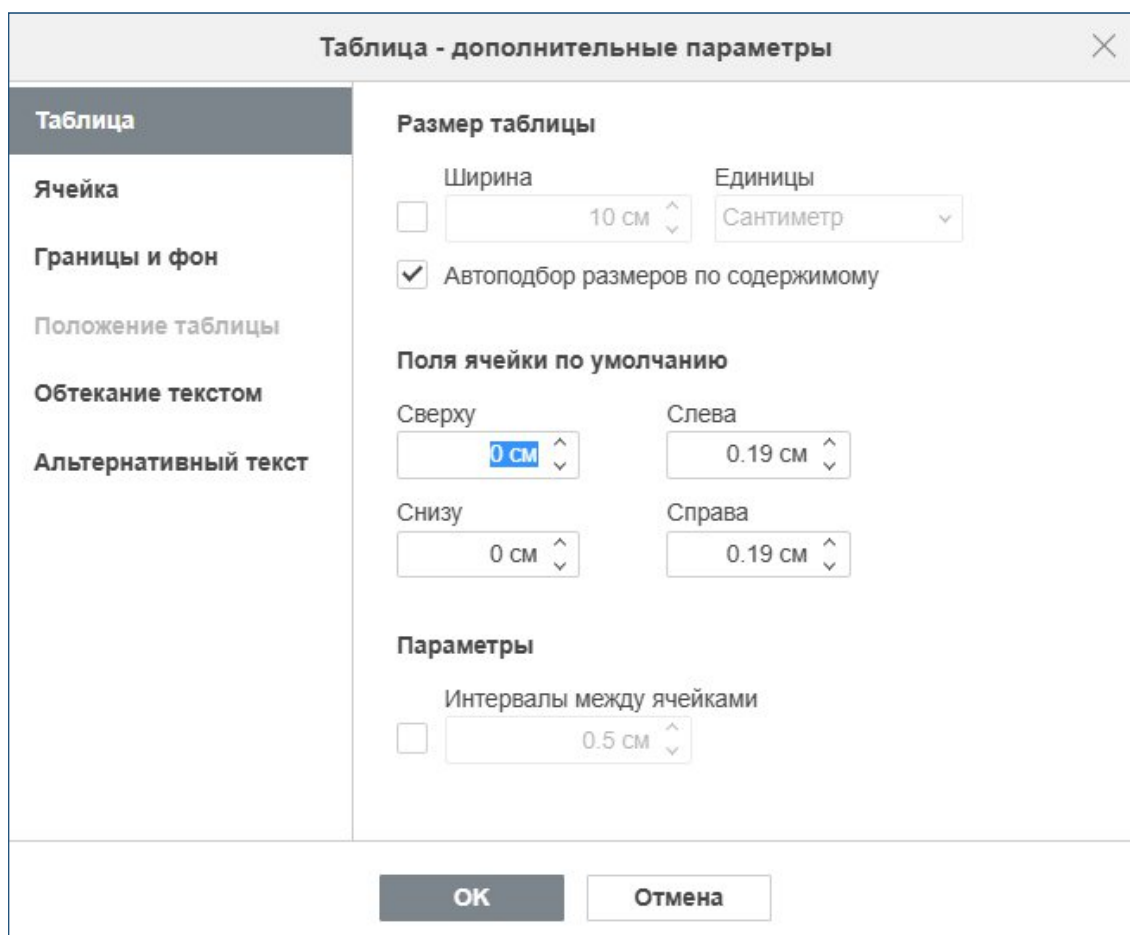 Таблица - дополнительные параметры
Таблица
Ячейка
Границы и фон
Положение таблицы
Обтекание текстом
Альтернативный текст
Размер таблицы
Ширина Единицы
10 см Сантиметр
Автоподбор размеров по содержимому
Поля ячейки по умолчанию
Сверху Слева
0 см 0.19 см
Снизу Справа
0 см 0.19 см
Параметры
Интервалы между ячейками
0.5 см
ОК Отмена